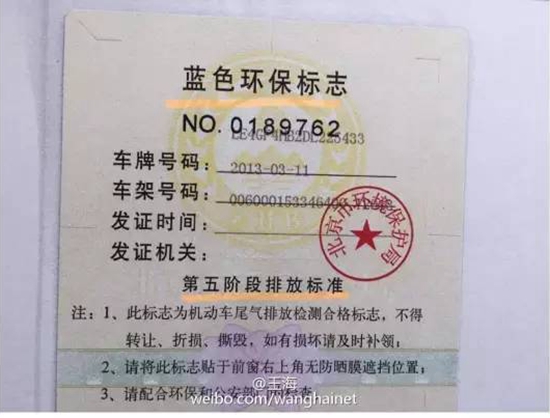 蓝色环保标志
NO. 0189762
LE4GF4HB2DL225433
车牌号码:
2013-03-11
车架号码:
006000153346400
发证时间:
发证机关:
北京市环境保护局
第五阶段排放标准
注:1、此标志为机动车尾气排放检测合格标志，不得
转让、折损、撕毁，如有损坏请及时补领;
2、请将此标志贴于前窗右上角无防晒膜遮挡位置;
3、请配合环保和公安部门的检查
@王海
weibo.com/wanghainet